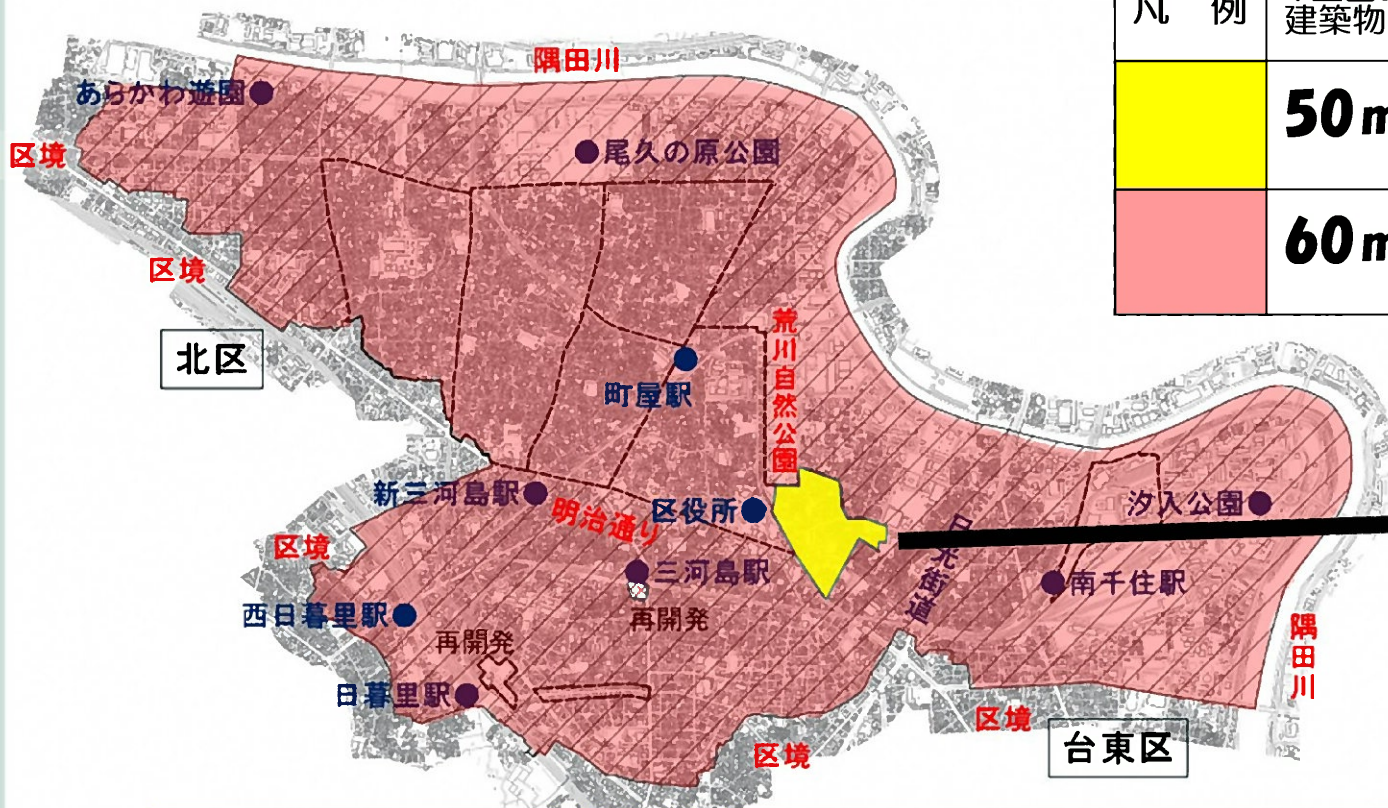 凡 例
建築物
50m
60m
隅田川
あらかわ遊園
区境
尾久の原公園
区境
北区
荒川自然公園
町屋駅
新三河島駅
明治通り
区役所
汐入公園
日光街道
区境
三河島駅
南千住駅
再開発
西日暮里駅
再開発
日暮里駅
隅田川
区境
区境
台東区